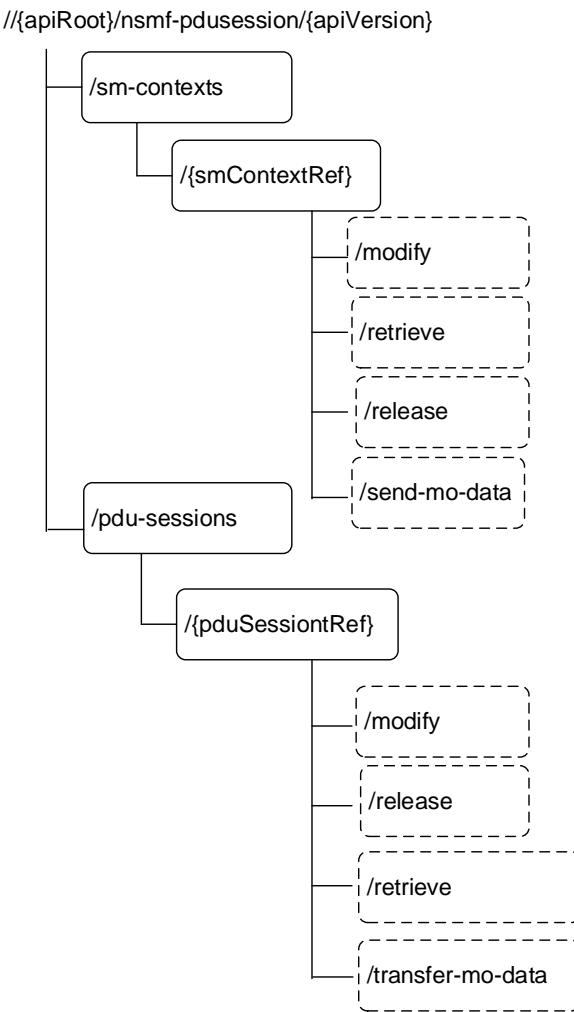 //{apiRoot}/nsmf-pdusession/{apiVersion}
/sm-contexts
/{smContextRef}
/modify
/retrieve
/release
/send-mo-data
/pdu-sessions
/{pduSessiontRef}
/modify
/release
/retrieve
/transfer-mo-data